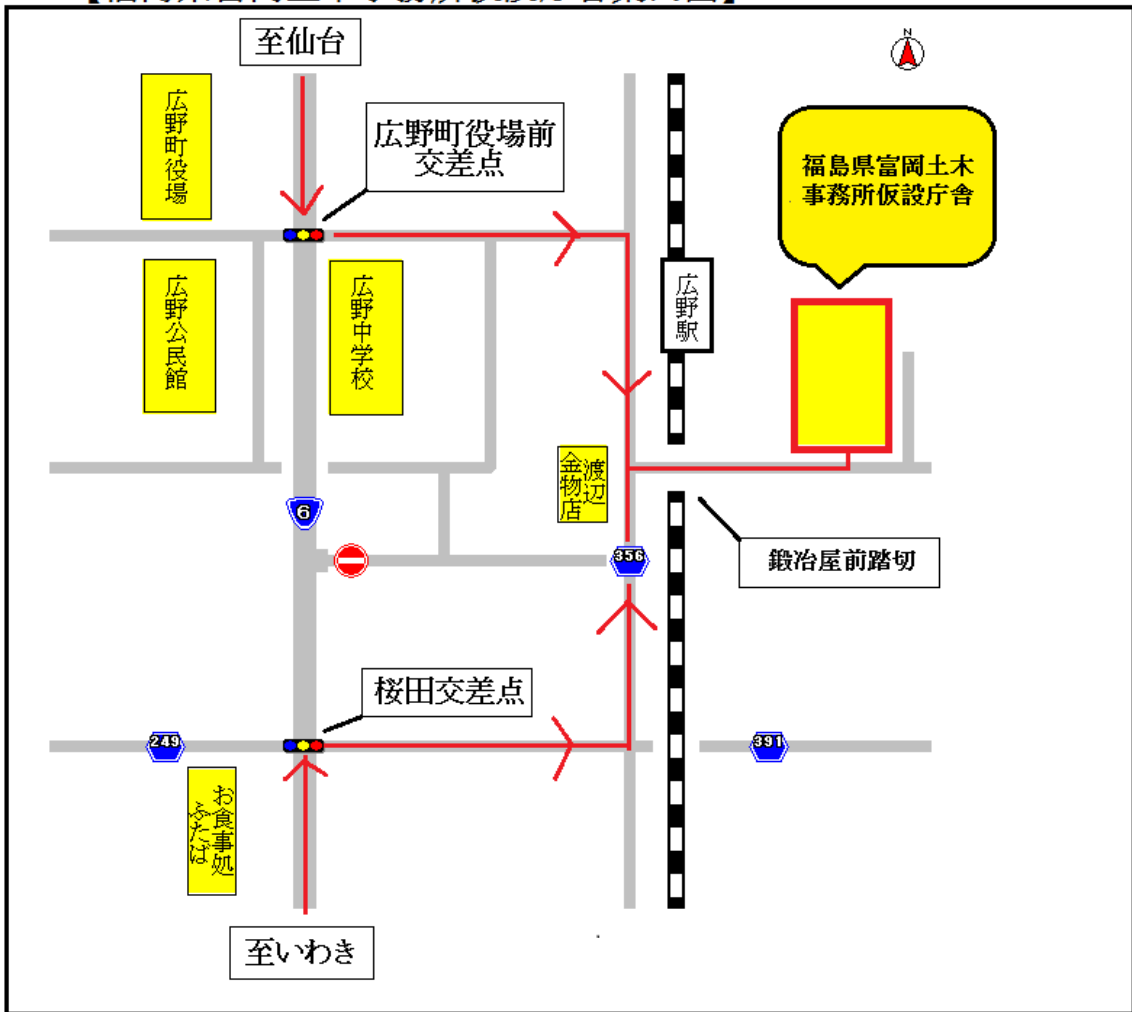 至仙台
広野町役場
広野町役場前
交差点
福島県富岡土木
事務所仮設庁舎
広野公民館
広野中学校
広野駅
渡辺
金物店
6
356
鍛冶屋前踏切
桜田交差点
249
391
お食事処
ふたば
至いわき